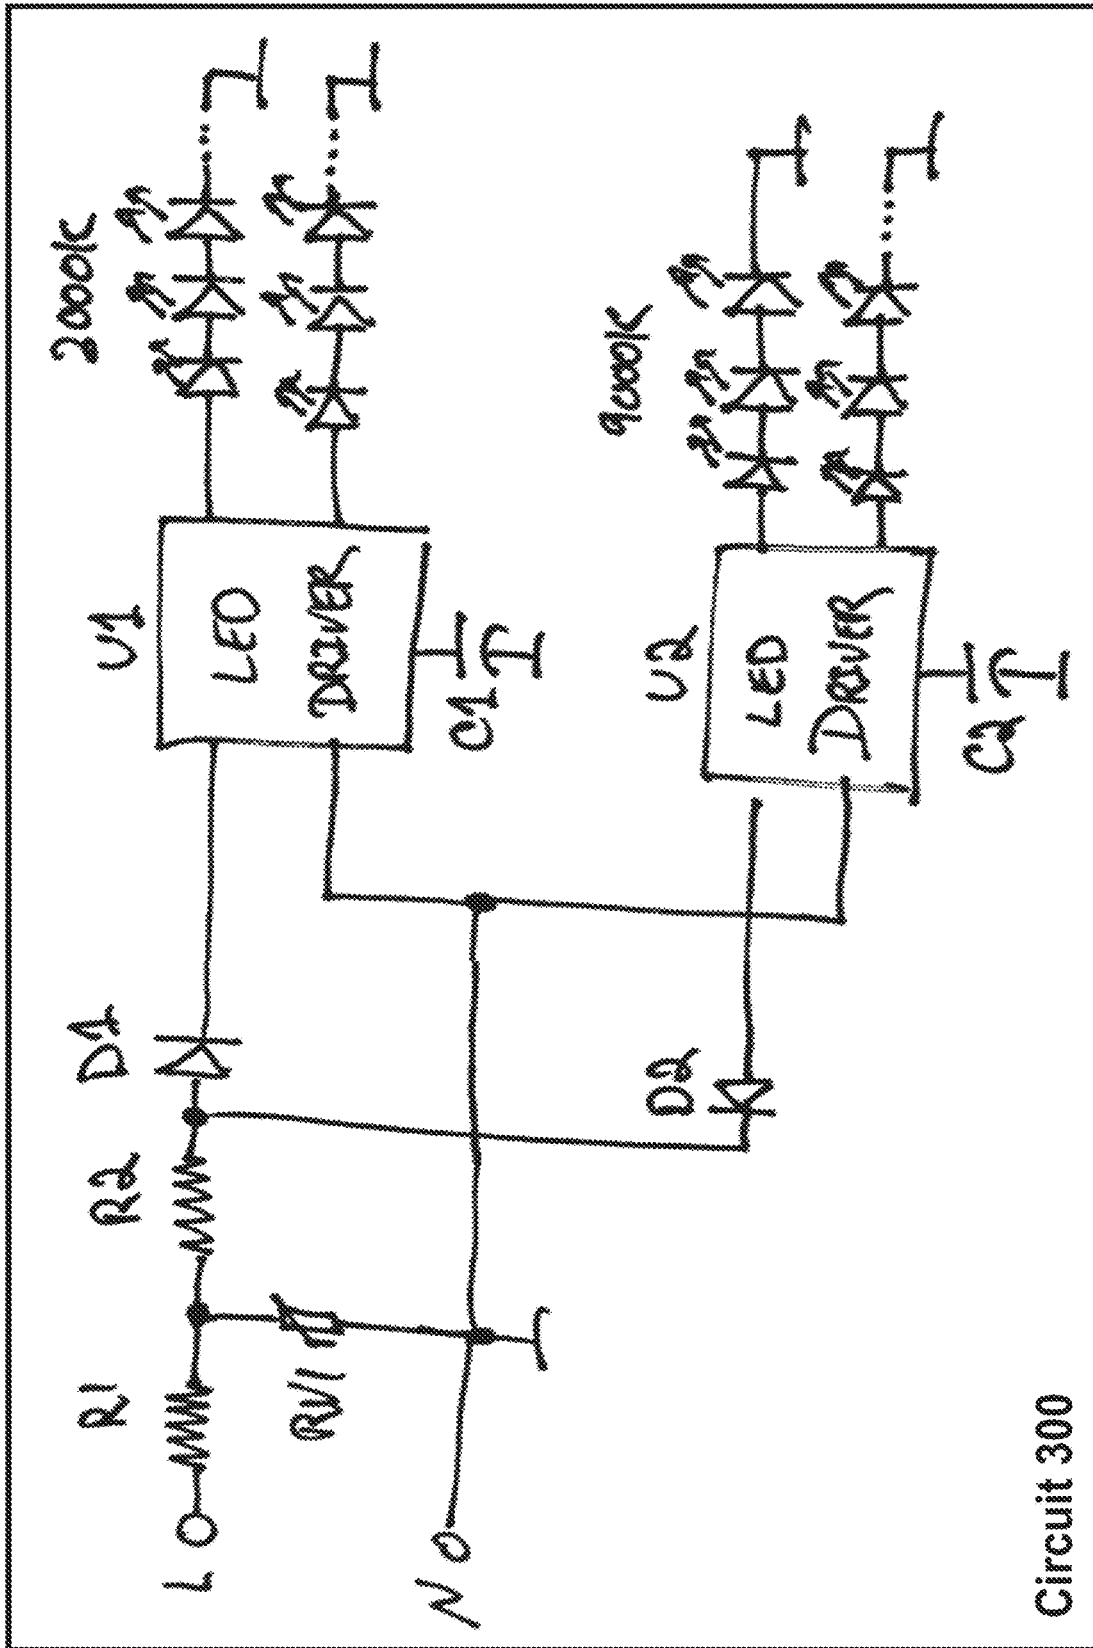 L
R1
R2
D1
U1
LED
DRIVER
2000K
RV1
C1
N
D2
U2
LED
DRIVER
9000K
C2
Circuit 300